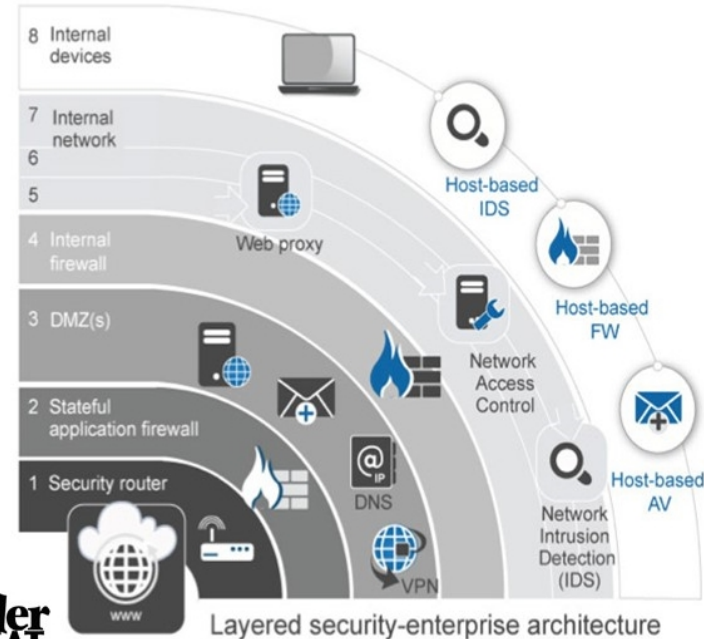 8 Internal
devices
7 Internal
network
6
5
4 Internal
firewall
3 DMZ(s)
2 Stateful
application firewall
1 Security router
www
Web proxy
Host-based
IDS
Host-based
FW
Network
Access
Control
Host-based
AV
@
IP
DNS
VPN
Network
Intrusion
Detection
(IDS)
Layered security-enterprise architecture